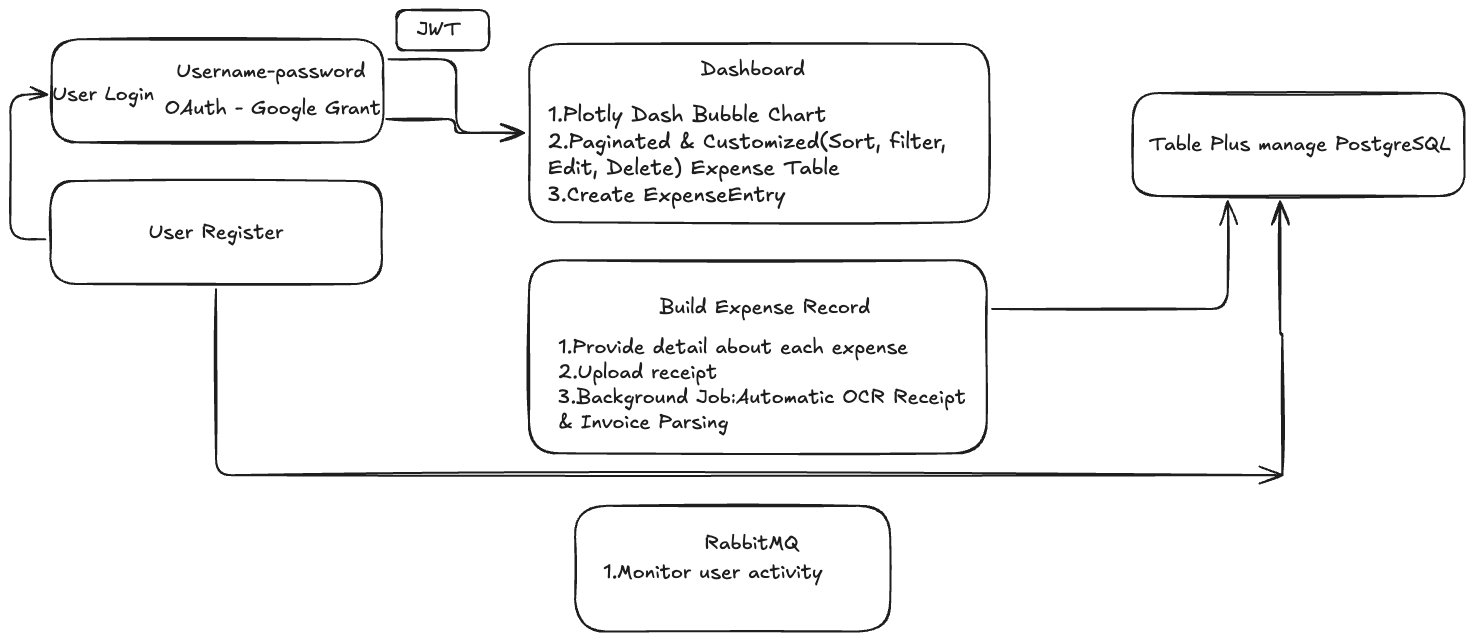 JWT
Username-password
User Login
OAuth - Google Grant
User Register
Dashboard
1.Plotly Dash Bubble Chart
2.Paginated & Customized(Sort, filter,
Edit, Delete) Expense Table
3.Create ExpenseEntry
Table Plus manage PostgreSQL
Build Expense Record
1.Provide detail about each expense
2.Upload receipt
3.Background Job:Automatic OCR Receipt
& Invoice Parsing
RabbitMQ
1.Monitor user activity